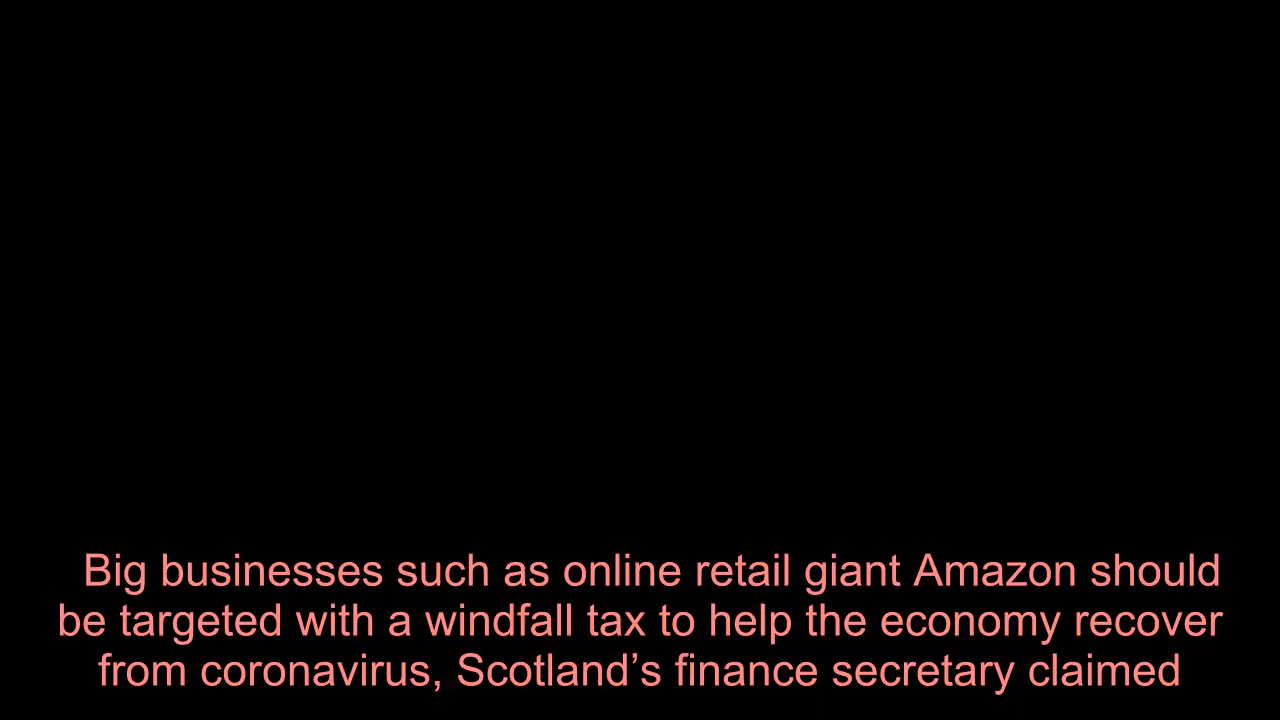 Big businesses such as online retail giant Amazon should
be targeted with a windfall tax to help the economy recover
from coronavirus, Scotland’s finance secretary claimed